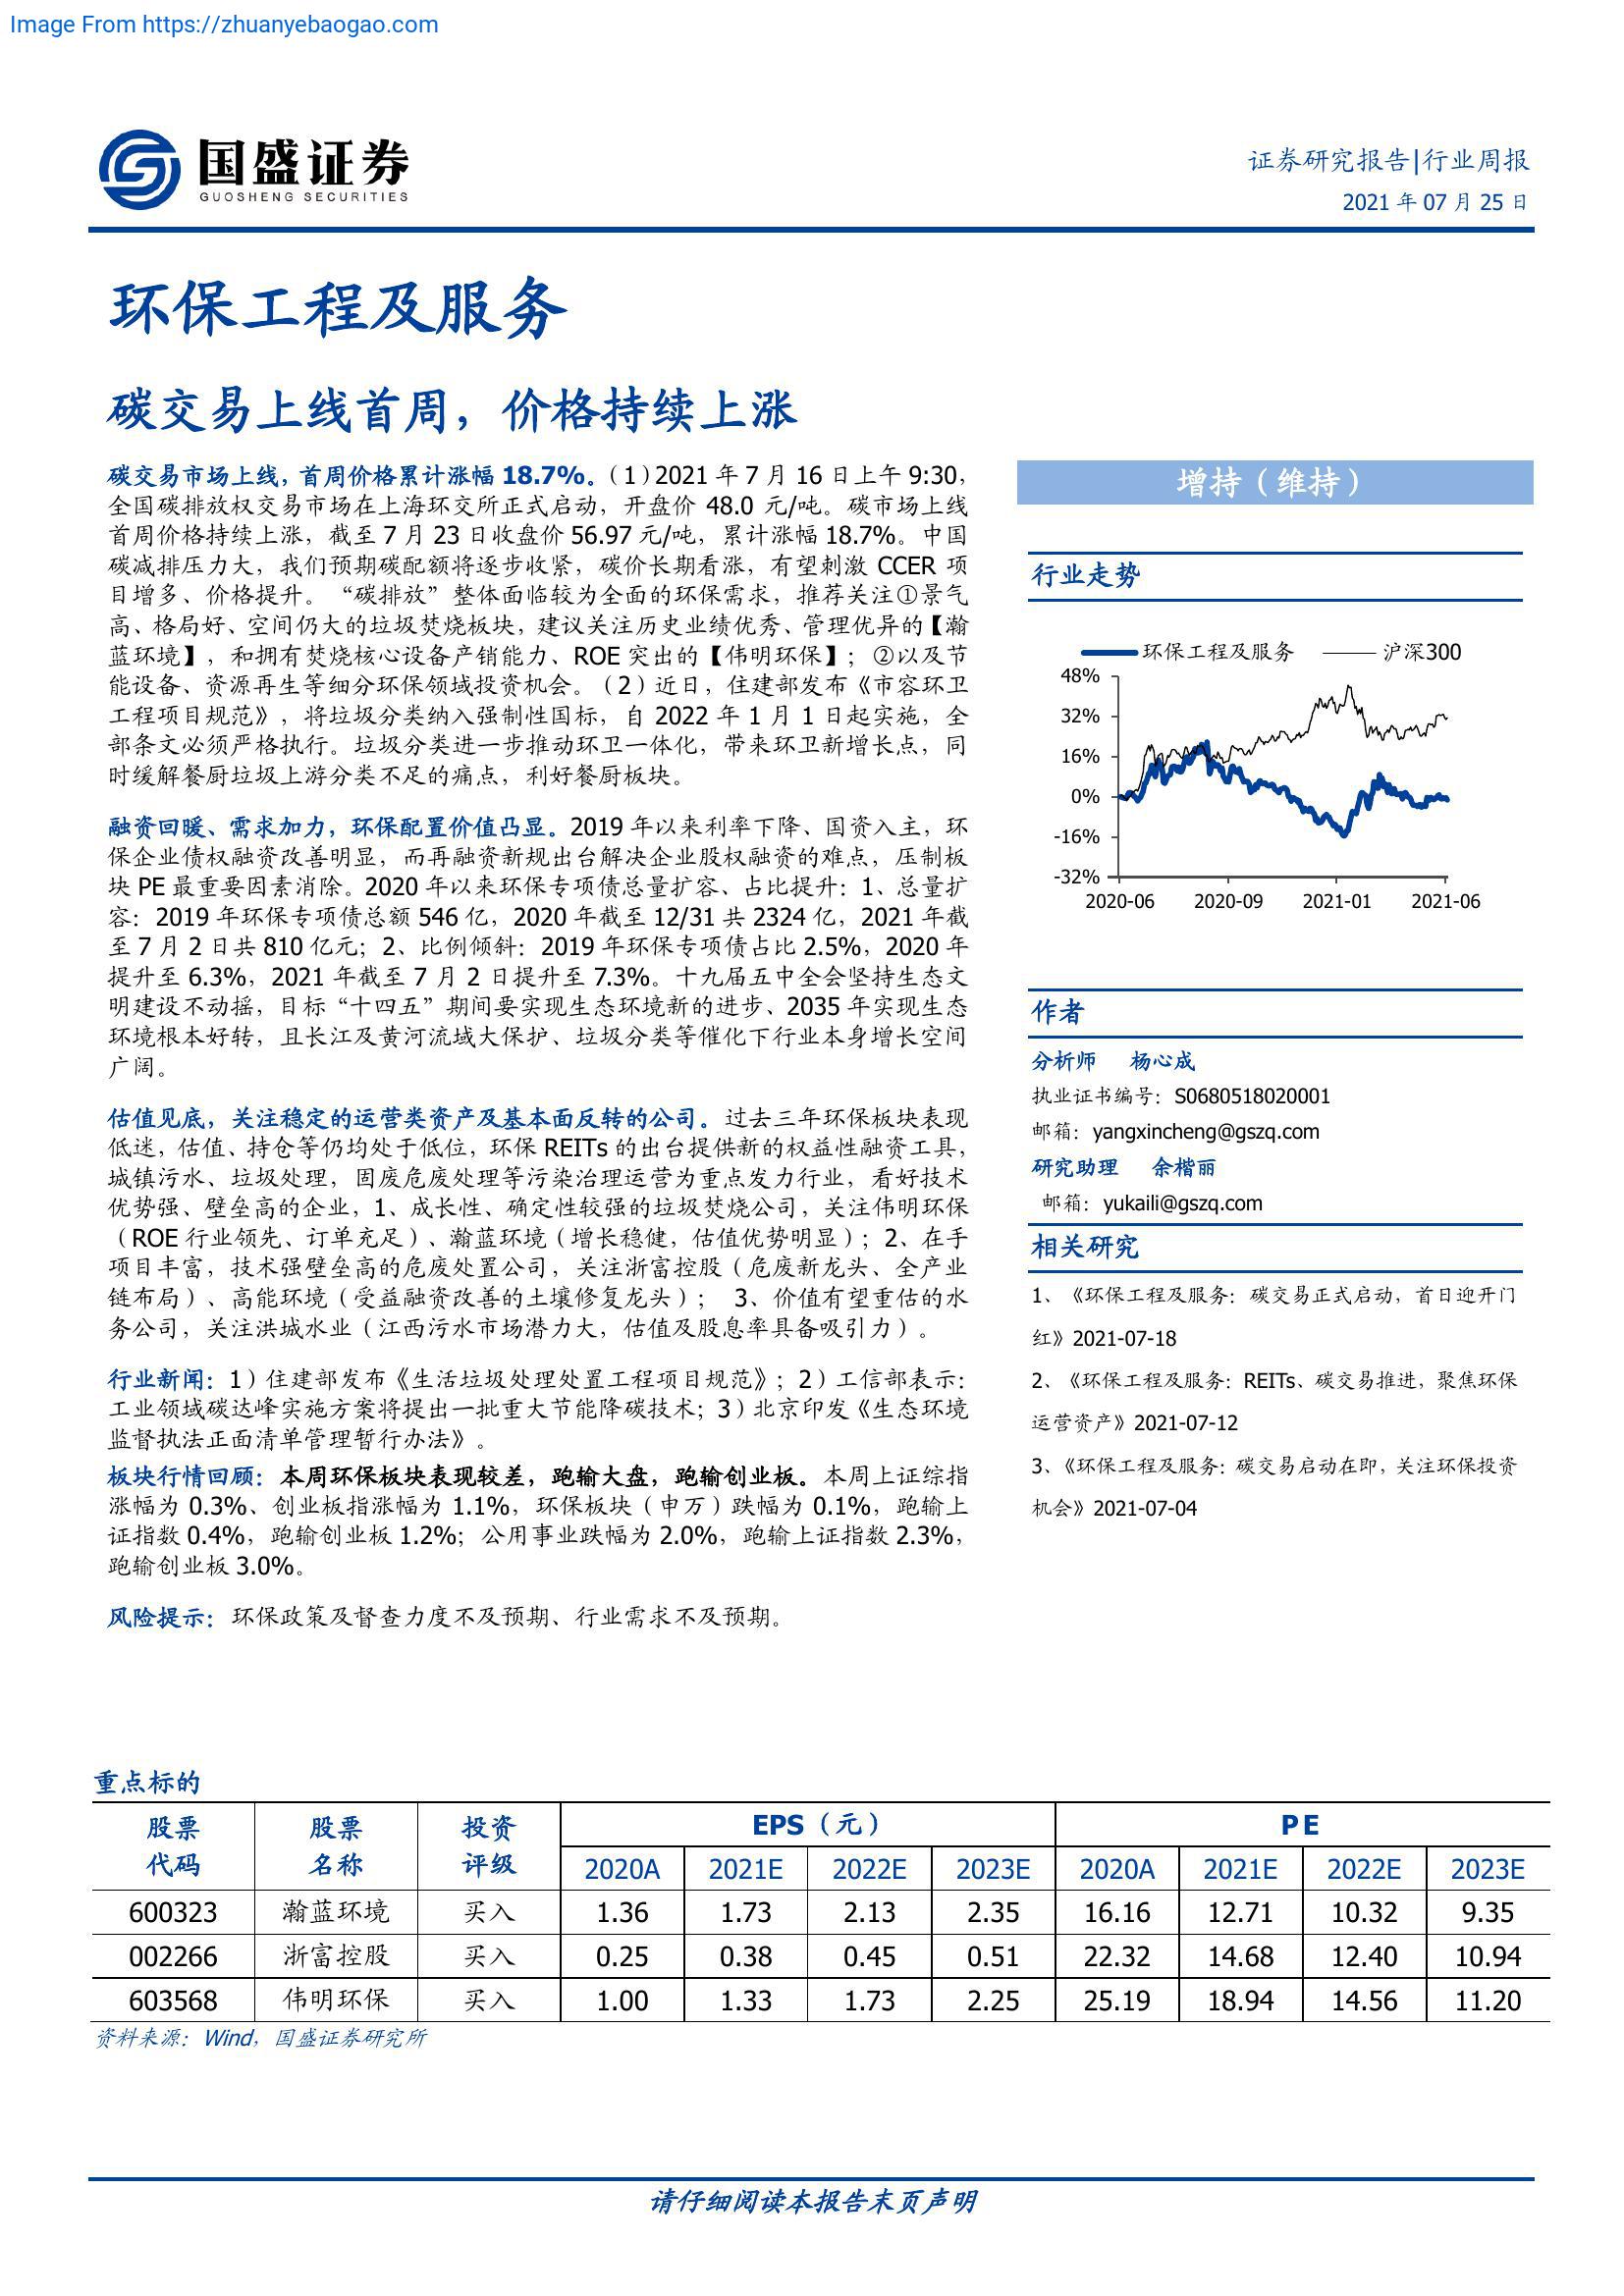 Image From https://zhuanyebaogao.com
国盛证券
GUOSHENG SECURITIES
证券研究报告|行业周报
2021 年 07 月 25 日
环保工程及服务
碳交易上线首周，价格持续上涨
碳交易市场上线，首周价格累计涨幅 18.7%。（1）2021 年 7 月 16 日上午 9:30，
全国碳排放权交易市场在上海环交所正式启动，开盘价 48.0 元/吨。碳市场上线
首周价格持续上涨，截至 7 月 23 日收盘价 56.97 元/吨，累计涨幅 18.7%。中国
碳减排压力大，我们预期碳配额将逐步收紧，碳价长期看涨，有望刺激 CCER 项
目增多、价格提升。“碳排放”整体面临较为全面的环保需求，推荐关注①景气
高、格局好、空间仍大的垃圾焚烧板块，建议关注历史业绩优秀、管理优异的【瀚
蓝环境】，和拥有焚烧核心设备产销能力、ROE 突出的【伟明环保】；②以及节
能设备、资源再生等细分环保领域投资机会。（2）近日，住建部发布《市容环卫
工程项目规范》，将垃圾分类纳入强制性国标，自 2022 年 1 月 1 日起实施，全
部条文必须严格执行。垃圾分类进一步推动环卫一体化，带来环卫新增长点，同
时缓解餐厨垃圾上游分类不足的痛点，利好餐厨板块。
融资回暖、需求加力，环保配置价值凸显。2019 年以来利率下降、国资入主，环
保企业债权融资改善明显，而再融资新规出台解决企业股权融资的难点，压制板
块 PE 最重要因素消除。2020 年以来环保专项债总量扩容、占比提升：1、总量扩
容：2019 年环保专项债总额 546 亿，2020 年截至 12/31 共 2324 亿，2021 年截
至 7 月 2 日共 810 亿元；2、比例倾斜：2019 年环保专项债占比 2.5%，2020 年
提升至 6.3%，2021 年截至 7 月 2 日提升至 7.3%。十九届五中全会坚持生态文
明建设不动摇，目标“十四五”期间要实现生态环境新的进步、2035 年实现生态
环境根本好转，且长江及黄河流域大保护、垃圾分类等催化下行业本身增长空间
广阔。
估值见底，关注稳定的运营类资产及基本面反转的公司。过去三年环保板块表现
低迷，估值、持仓等仍均处于低位，环保 REITs 的出台提供新的权益性融资工具，
城镇污水、垃圾处理，固废危废处理等污染治理运营为重点发力行业，看好技术
优势强、壁垒高的企业，1、成长性、确定性较强的垃圾焚烧公司，关注伟明环保
（ROE 行业领先、订单充足）、瀚蓝环境（增长稳健，估值优势明显）；2、在手
项目丰富，技术强壁垒高的危废处置公司，关注浙富控股（危废新龙头、全产业
链布局）、高能环境（受益融资改善的土壤修复龙头）； 3、价值有望重估的水
务公司，关注洪城水业（江西污水市场潜力大，估值及股息率具备吸引力）。
行业新闻：1）住建部发布《生活垃圾处理处置工程项目规范》；2）工信部表示：
工业领域碳达峰实施方案将提出一批重大节能降碳技术；3）北京印发《生态环境
监督执法正面清单管理暂行办法》。
板块行情回顾：本周环保板块表现较差，跑输大盘，跑输创业板。本周上证综指
涨幅为 0.3%、创业板指涨幅为 1.1%，环保板块（申万）跌幅为 0.1%，跑输上
证指数 0.4%，跑输创业板 1.2%；公用事业跌幅为 2.0%，跑输上证指数 2.3%，
跑输创业板 3.0%。
风险提示：环保政策及督查力度不及预期、行业需求不及预期。
增持（维持）
行业走势
环保工程及服务 沪深300
48%
32%
16%
0%
-16%
-32%
2020-06 2020-09 2021-01 2021-06
作者
分析师 杨心成
执业证书编号：S0680518020001
邮箱：yangxincheng@gszq.com
研究助理 余楷丽
邮箱：yukaili@gszq.com
相关研究
1、《环保工程及服务：碳交易正式启动，首日迎开门
红》2021-07-18
2、《环保工程及服务：REITs、碳交易推进，聚焦环保
运营资产》2021-07-12
3、《环保工程及服务：碳交易启动在即，关注环保投资
机会》2021-07-04
重点标的
股票代码 股票名称 投资评级 EPS（元） PE
2020A 2021E 2022E 2023E 2020A 2021E 2022E 2023E
600323 瀚蓝环境 买入 1.36 1.73 2.13 2.35 16.16 12.71 10.32 9.35
002266 浙富控股 买入 0.25 0.38 0.45 0.51 22.32 14.68 12.40 10.94
603568 伟明环保 买入 1.00 1.33 1.73 2.25 25.19 18.94 14.56 11.20
资料来源：Wind，国盛证券研究所
请仔细阅读本报告末页声明